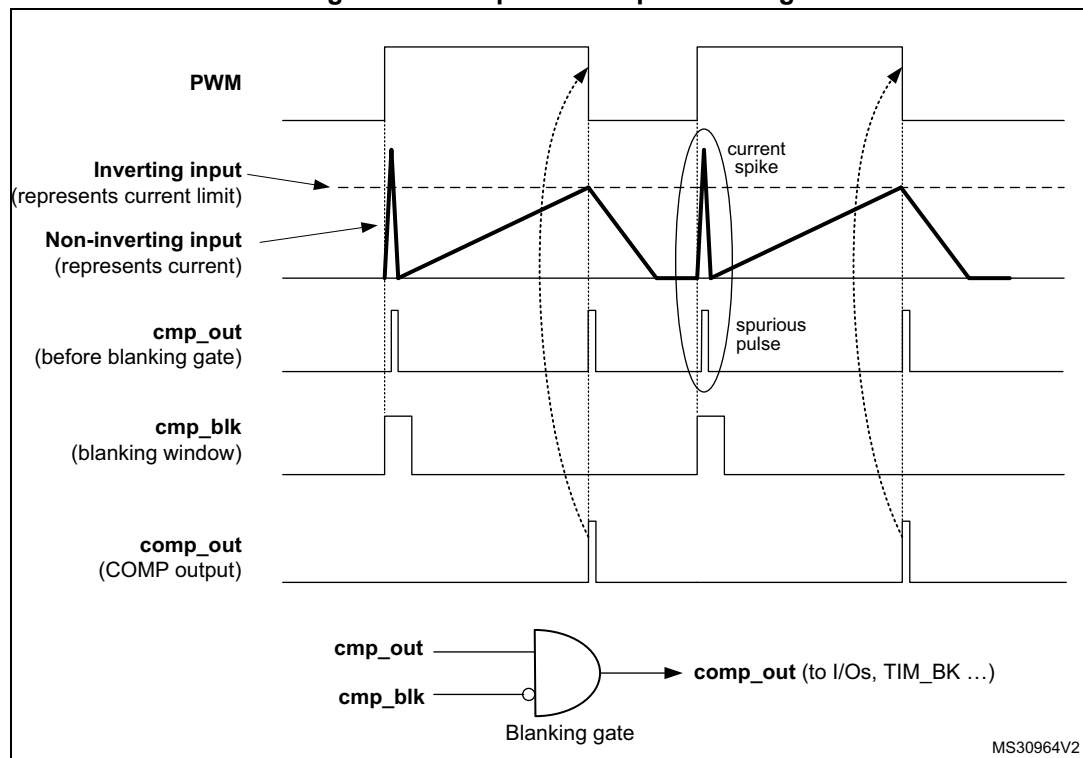 PWM
Inverting input
(represents current limit)
Non-inverting input
(represents current)
current
spike
cmp_out
(before blanking gate)
spurious
pulse
cmp_blk
(blanking window)
comp_out
(COMP output)
cmp_out
cmp_blk
comp_out (to I/Os, TIM_BK …)
Blanking gate
MS30964V2